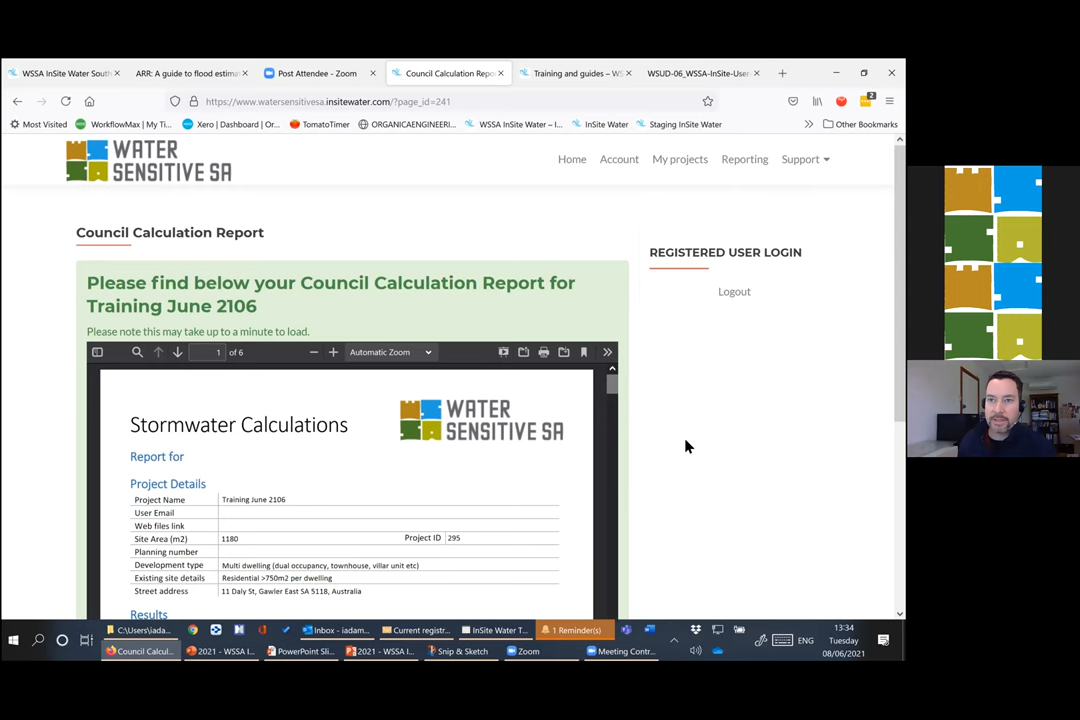 WSSA InSite Water South
ARR: A guide to flood estimat
Post Attendee - Zoom
Council Calculation Repo
Training and guides – WS
WSUD-06_WSSA-InSite-User-
https://www.watersensitivesa.insitewater.com/?page_id=241
2
Most Visited
WorkflowMax | My Ti...
Xero | Dashboard | Or...
TomatoTimer
ORGANICAENGINEERI...
WSSA InSite Water – I...
InSite Water
Staging InSite Water
Other Bookmarks
WATER
SENSITIVE SA
Home
Account
My projects
Reporting
Support
Council Calculation Report
REGISTERED USER LOGIN
Logout
Please find below your Council Calculation Report for
Training June 2106
Please note this may take up to a minute to load.
1 of 6
Automatic Zoom
Stormwater Calculations
WATER
SENSITIVE SA
Report for
Project Details
Project Name Training June 2106
User Email
Web files link
Site Area (m2) 1180 Project ID 295
Planning number
Development type Multi dwelling (dual occupancy, townhouse, villar unit etc)
Existing site details Residential >750m2 per dwelling
Street address 11 Daly St, Gawler East SA 5118, Australia
Results
C:\Users\iada...
Inbox - iadam...
Current registr...
InSite Water T...
1 Reminder(s)
ENG
13:34
Tuesday
08/06/2021
Council Calcul...
2021 - WSSA I...
PowerPoint Sli...
2021 - WSSA I...
Snip & Sketch
Zoom
Meeting Contr...